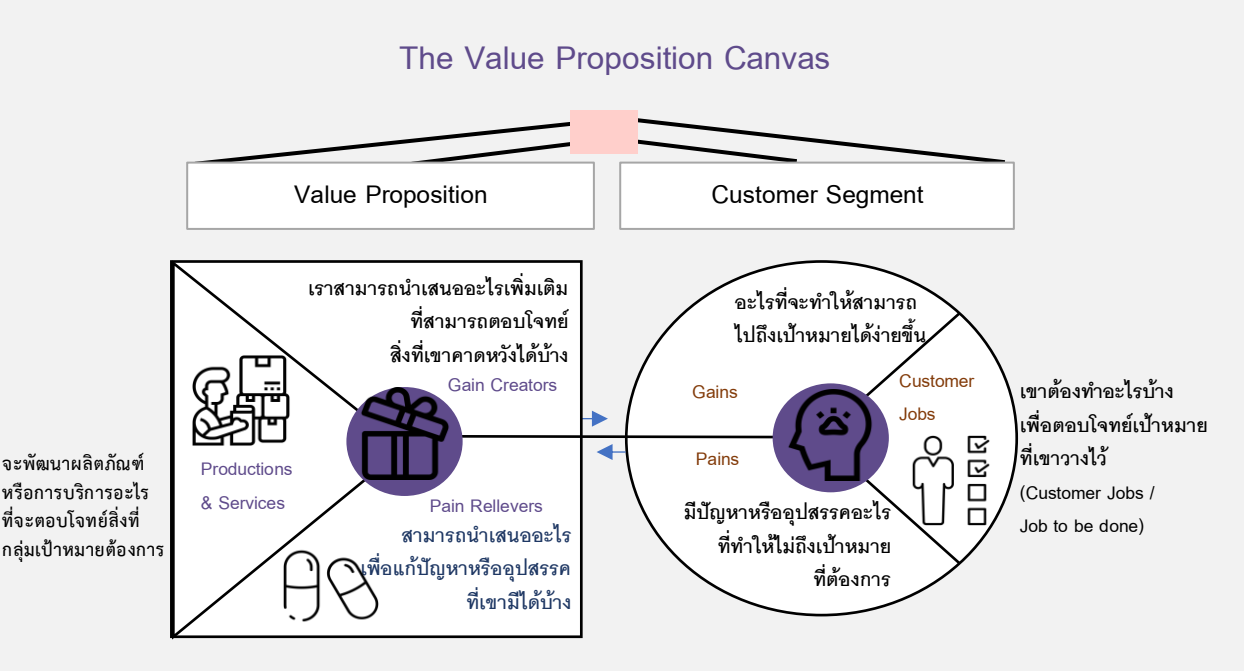 The Value Proposition Canvas
Value Proposition
Customer Segment
เราสามารถนำเสนออะไรเพิ่มเติม
ที่สามารถตอบโจทย์
สิ่งที่เขาคาดหวังได้บ้าง
Gain Creators
Productions
& Services
Pain Rellevers
สามารถนำเสนออะไร
เพื่อแก้ปัญหาหรืออุปสรรค
ที่เขามีได้บ้าง
จะพัฒนาผลิตภัณฑ์
หรือการบริการอะไร
ที่จะตอบโจทย์สิ่งที่
กลุ่มเป้าหมายต้องการ
อะไรที่จะทำให้สามารถ
ไปถึงเป้าหมายได้ง่ายขึ้น
Gains
Customer
Jobs
Pains
มีปัญหาหรืออุปสรรคอะไร
ที่ทำให้ไม่ถึงเป้าหมาย
ที่ต้องการ
เขาต้องทำอะไรบ้าง
เพื่อตอบโจทย์เป้าหมาย
ที่เขาวางไว้
(Customer Jobs /
Job to be done)